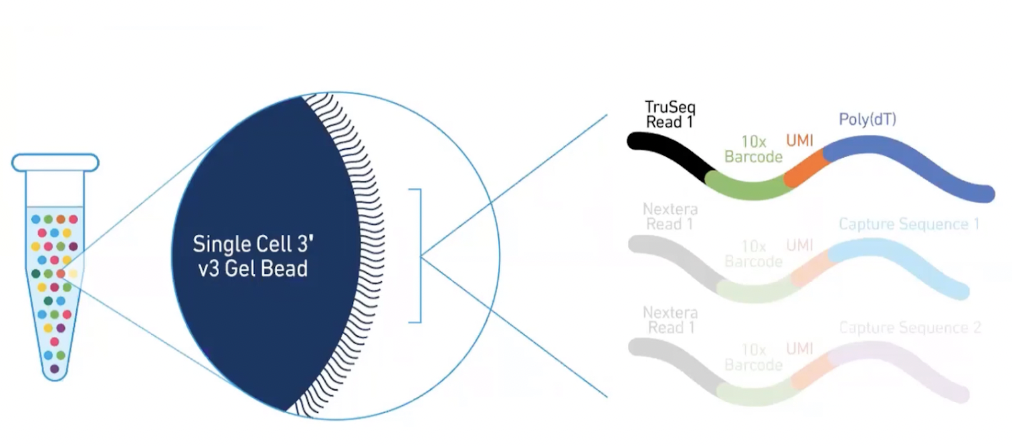 Single Cell 3'
v3 Gel Bead
TruSeq
Read 1
10x
Barcode
UMI
Poly(dT)
Nextera
Read 1
10x
Barcode
UMI
Capture Sequence 1
Nextera
Read 1
10x
Barcode
UMI
Capture Sequence 2